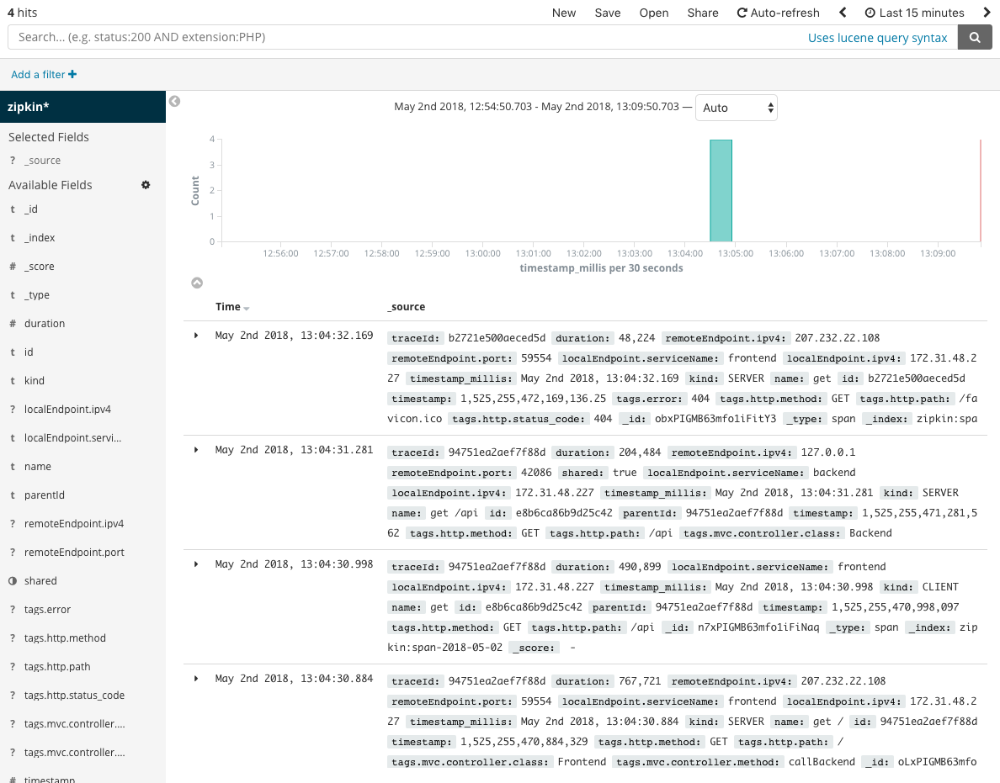 4 hits New Save Open Share Auto-refresh Last 15 minutes
Search... (e.g. status:200 AND extension:PHP) Uses lucene query syntax
Add a filter
zipkin*
Selected Fields
? _source
Available Fields
t _id
t _index
# _score
t _type
# duration
t id
t kind
? localEndpoint.ipv4
t localEndpoint.servi...
t name
t parentId
? remoteEndpoint.ipv4
? remoteEndpoint.port
shared
? tags.error
? tags.http.method
? tags.http.path
? tags.http.status_code
? tags.mvc.controller....
? tags.mvc.controller....
# timestamp
May 2nd 2018, 12:54:50.703 - May 2nd 2018, 13:09:50.703 — Auto
Count
4
3
2
1
0
12:56:00 12:57:00 12:58:00 12:59:00 13:00:00 13:01:00 13:02:00 13:03:00 13:04:00 13:05:00 13:06:00 13:07:00 13:08:00 13:09:00
timestamp_millis per 30 seconds
Time _source
May 2nd 2018, 13:04:32.169
traceId: b2721e500aeced5d duration: 48,224 remoteEndpoint.ipv4: 207.232.22.108
remoteEndpoint.port: 59554 localEndpoint.serviceName: frontend localEndpoint.ipv4: 172.31.48.2
27 timestamp_millis: May 2nd 2018, 13:04:32.169 kind: SERVER name: get id: b2721e500aeced5d
timestamp: 1,525,255,472,169,136.25 tags.error: 404 tags.http.method: GET tags.http.path: /fa
vicon.ico tags.http.status_code: 404 _id: obxPIGMB63mfo1iFitY3 _type: span _index: zipkin:spa
May 2nd 2018, 13:04:31.281
traceId: 94751ea2aef7f88d duration: 204,484 remoteEndpoint.ipv4: 127.0.0.1
remoteEndpoint.port: 42086 shared: true localEndpoint.serviceName: backend
localEndpoint.ipv4: 172.31.48.227 timestamp_millis: May 2nd 2018, 13:04:31.281 kind: SERVER
name: get /api id: e8b6ca86b9d25c42 parentId: 94751ea2aef7f88d timestamp: 1,525,255,471,281,5
62 tags.http.method: GET tags.http.path: /api tags.mvc.controller.class: Backend
May 2nd 2018, 13:04:30.998
traceId: 94751ea2aef7f88d duration: 490,899 localEndpoint.serviceName: frontend
localEndpoint.ipv4: 172.31.48.227 timestamp_millis: May 2nd 2018, 13:04:30.998 kind: CLIENT
name: get id: e8b6ca86b9d25c42 parentId: 94751ea2aef7f88d timestamp: 1,525,255,470,998,097
tags.http.method: GET tags.http.path: /api _id: n7xPIGMB63mfo1iFiNaq _type: span _index: zip
kin:span-2018-05-02 _score: -
May 2nd 2018, 13:04:30.884
traceId: 94751ea2aef7f88d duration: 767,721 remoteEndpoint.ipv4: 207.232.22.108
remoteEndpoint.port: 59554 localEndpoint.serviceName: frontend localEndpoint.ipv4: 172.31.48.2
27 timestamp_millis: May 2nd 2018, 13:04:30.884 kind: SERVER name: get / id: 94751ea2aef7f88d
timestamp: 1,525,255,470,884,329 tags.http.method: GET tags.http.path: /
tags.mvc.controller.class: Frontend tags.mvc.controller.method: callBackend _id: oLxPIGMB63mfo